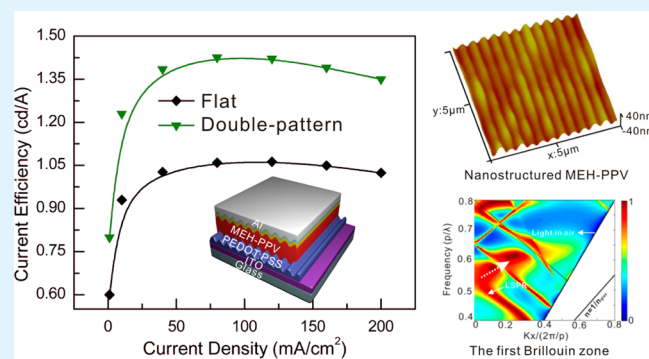 Current Efficiency (cd/A)
1.50
1.35
1.20
1.05
0.90
0.75
0.60
Flat
Double-pattern
Al
MEH-PPV
PEDOT:PSS
ITO
Glass
0
50
100
150
200
Current Density (mA/cm²)
y:5μm
x:5μm
40nm
-40nm
Nanostructured MEH-PPV
Frequency (p/λ)
0.8
0.7
0.6
0.5
0.4
Light in air
LSPR
1
0
0
0.2
0.4
0.6
0.8
Kx/(2π/p)
The first Brillouin zone